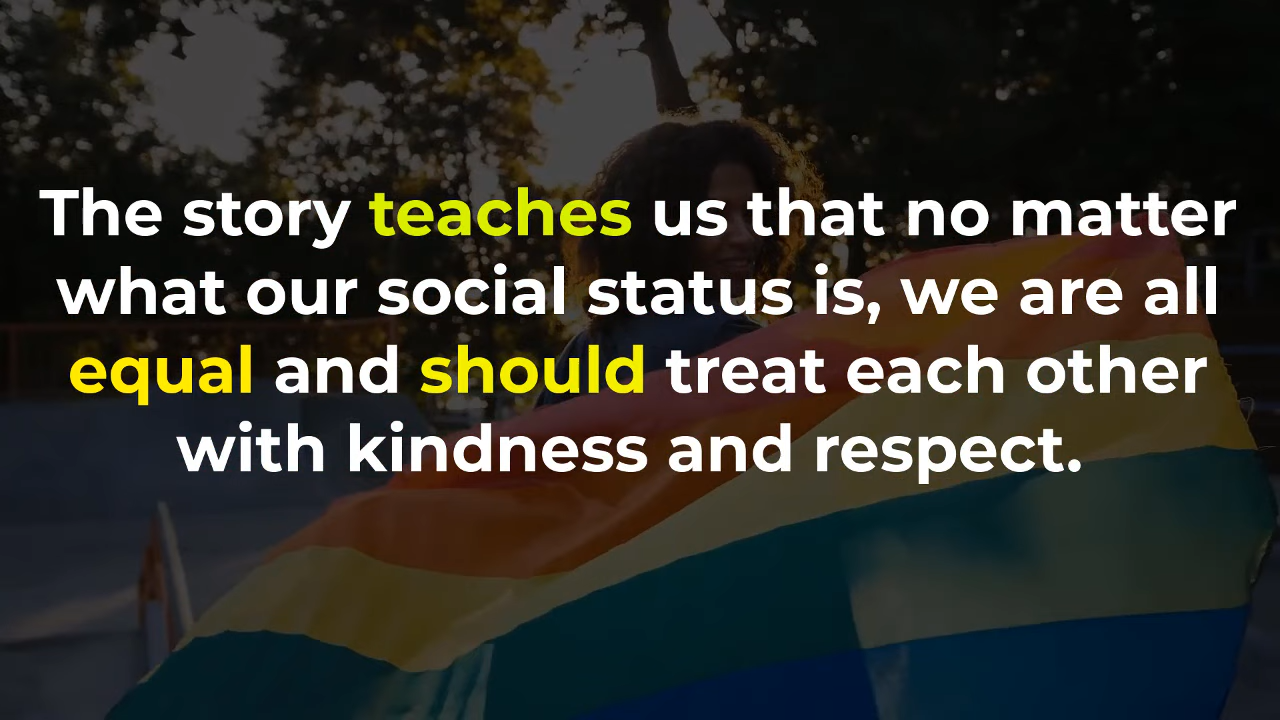 The story teaches us that no matter
what our social status is, we are all
equal and should treat each other
with kindness and respect.